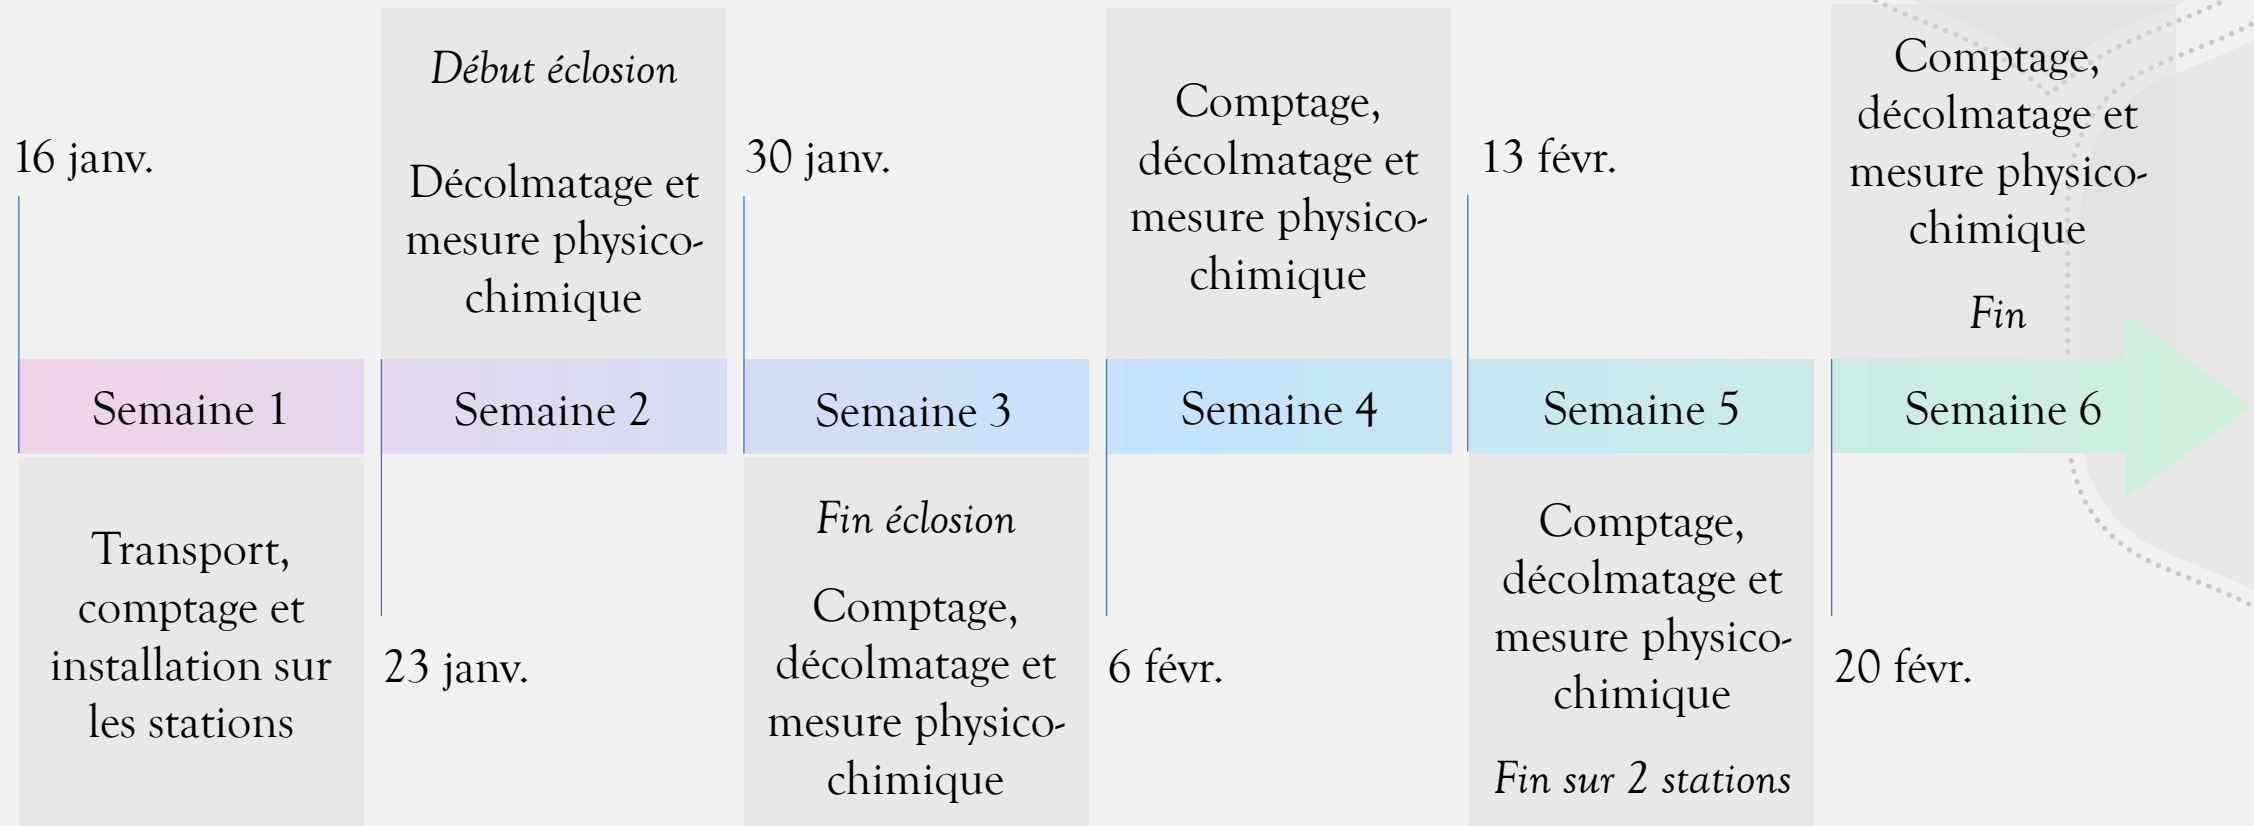 16 janv.
Semaine 1
Transport,
comptage et
installation sur
les stations
Début éclosion
Décolmatage et
mesure physico-
chimique
Semaine 2
23 janv.
30 janv.
Semaine 3
Fin éclosion
Comptage,
décolmatage et
mesure physico-
chimique
Comptage,
décolmatage et
mesure physico-
chimique
Semaine 4
6 févr.
13 févr.
Semaine 5
Comptage,
décolmatage et
mesure physico-
chimique
Fin sur 2 stations
Comptage,
décolmatage et
mesure physico-
chimique
Fin
Semaine 6
20 févr.